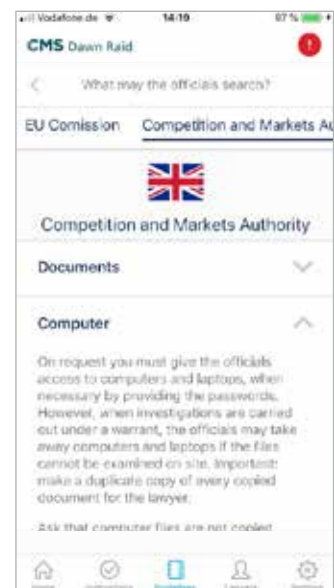 Vodafone.de 14:19 87 %
CMS Dawn Raid
What may the officials search?
EU Comission Competition and Markets Au
Competition and Markets Authority
Documents
Computer
On request you must give the officials
access to computers and laptops, when
necessary by providing the passwords.
However, when investigations are carried
out under a warrant, the officials may take
away computers and laptops if the files
cannot be examined on site. Important:
make a duplicate copy of every copied
document for the lawyer.
Ask that computer files are not copied